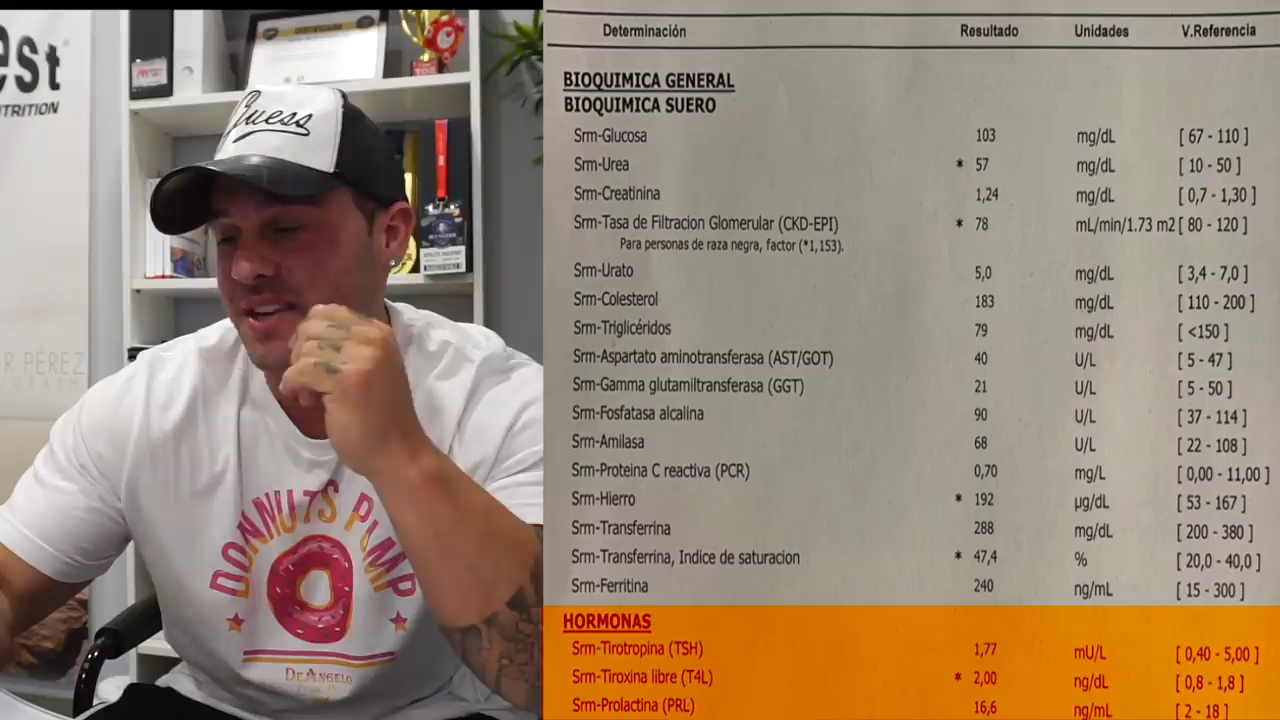 est
NUTRITION
R PÉREZ
Guess
DONNUTS PUMP
DEANGELO
Determinación Resultado Unidades V.Referencia
BIOQUIMICA GENERAL
BIOQUIMICA SUERO
Srm-Glucosa 103 mg/dL [ 67 - 110 ]
Srm-Urea * 57 mg/dL [ 10 - 50 ]
Srm-Creatinina 1,24 mg/dL [ 0,7 - 1,30 ]
Srm-Tasa de Filtracion Glomerular (CKD-EPI) * 78 mL/min/1.73 m2 [ 80 - 120 ]
Para personas de raza negra, factor (*1,153).
Srm-Urato 5,0 mg/dL [ 3,4 - 7,0 ]
Srm-Colesterol 183 mg/dL [ 110 - 200 ]
Srm-Triglicéridos 79 mg/dL [ <150 ]
Srm-Aspartato aminotransferasa (AST/GOT) 40 U/L [ 5 - 47 ]
Srm-Gamma glutamiltransferasa (GGT) 21 U/L [ 5 - 50 ]
Srm-Fosfatasa alcalina 90 U/L [ 37 - 114 ]
Srm-Amilasa 68 U/L [ 22 - 108 ]
Srm-Proteina C reactiva (PCR) 0,70 mg/L [ 0,00 - 11,00 ]
Srm-Hierro * 192 µg/dL [ 53 - 167 ]
Srm-Transferrina 288 mg/dL [ 200 - 380 ]
Srm-Transferrina, Indice de saturacion * 47,4 % [ 20,0 - 40,0 ]
Srm-Ferritina 240 ng/mL [ 15 - 300 ]
HORMONAS
Srm-Tirotropina (TSH) 1,77 mU/L [ 0,40 - 5,00 ]
Srm-Tiroxina libre (T4L) * 2,00 ng/dL [ 0,8 - 1,8 ]
Srm-Prolactina (PRL) 16,6 ng/mL [ 2 - 18 ]